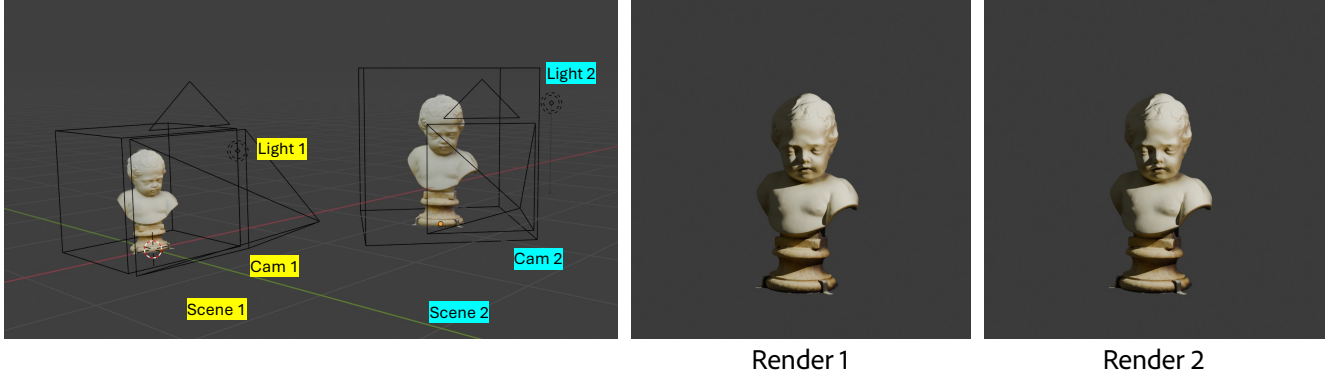 Light 2
Light 1
Cam 2
Cam 1
Scene 1
Scene 2
Render 1
Render 2